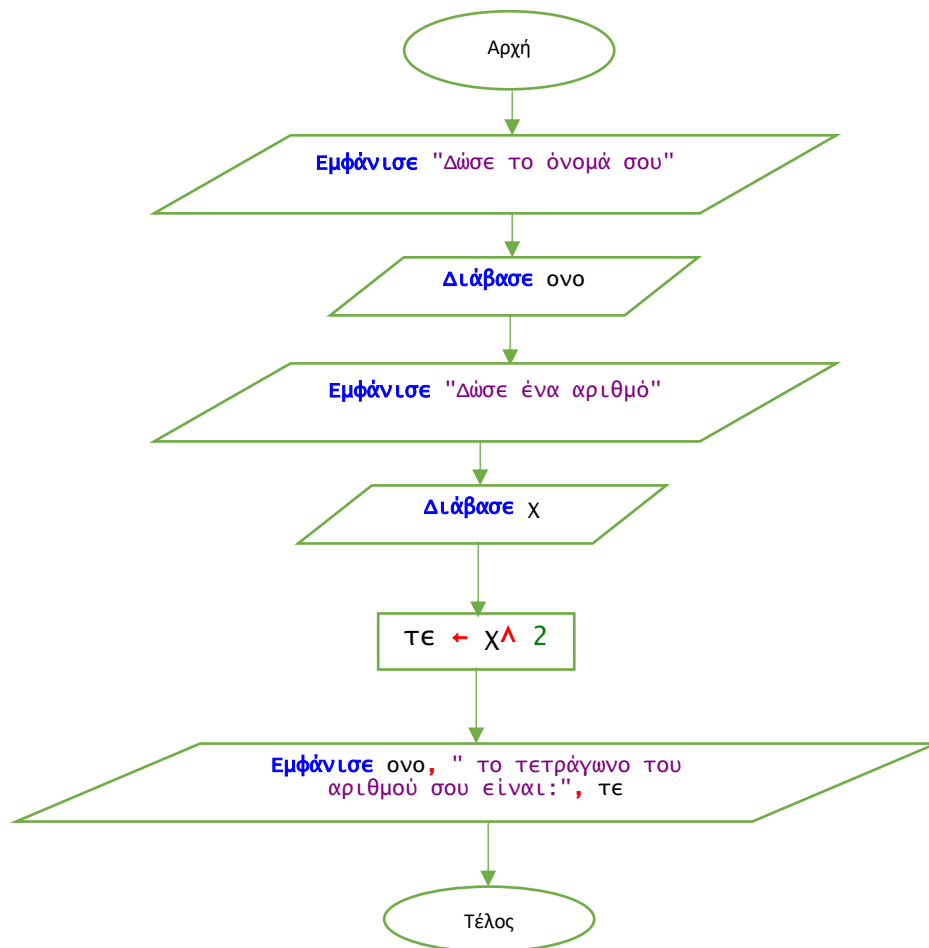 Αρχή
Εμφάνισε "Δώσε το όνομά σου"
Διάβασε ονο
Εμφάνισε "Δώσε ένα αριθμό"
Διάβασε χ
τε ← χ^ 2
Εμφάνισε ονο, " το τετράγωνο του
αριθμού σου είναι:", τε
Τέλος